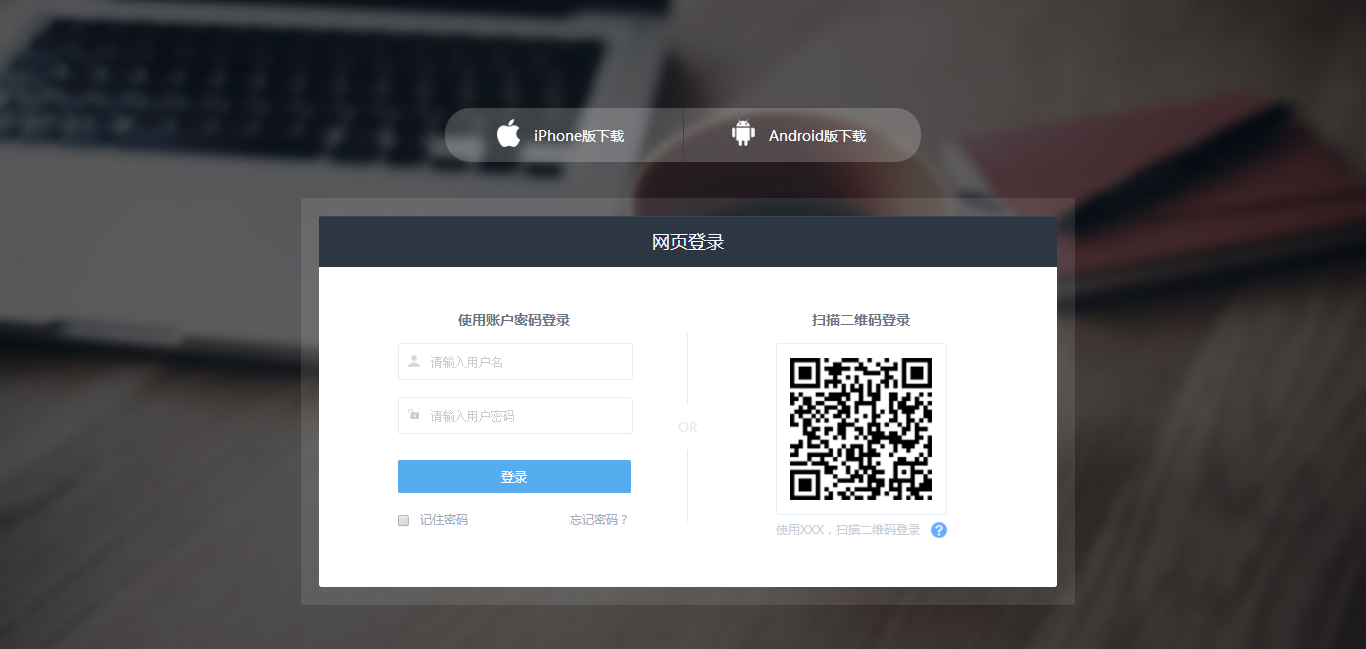 iPhone版下载
Android版下载
网页登录
使用账户密码登录
请输入用户名
请输入用户密码
登录
记住密码
忘记密码？
OR
扫描二维码登录
使用XXX，扫描二维码登录
?